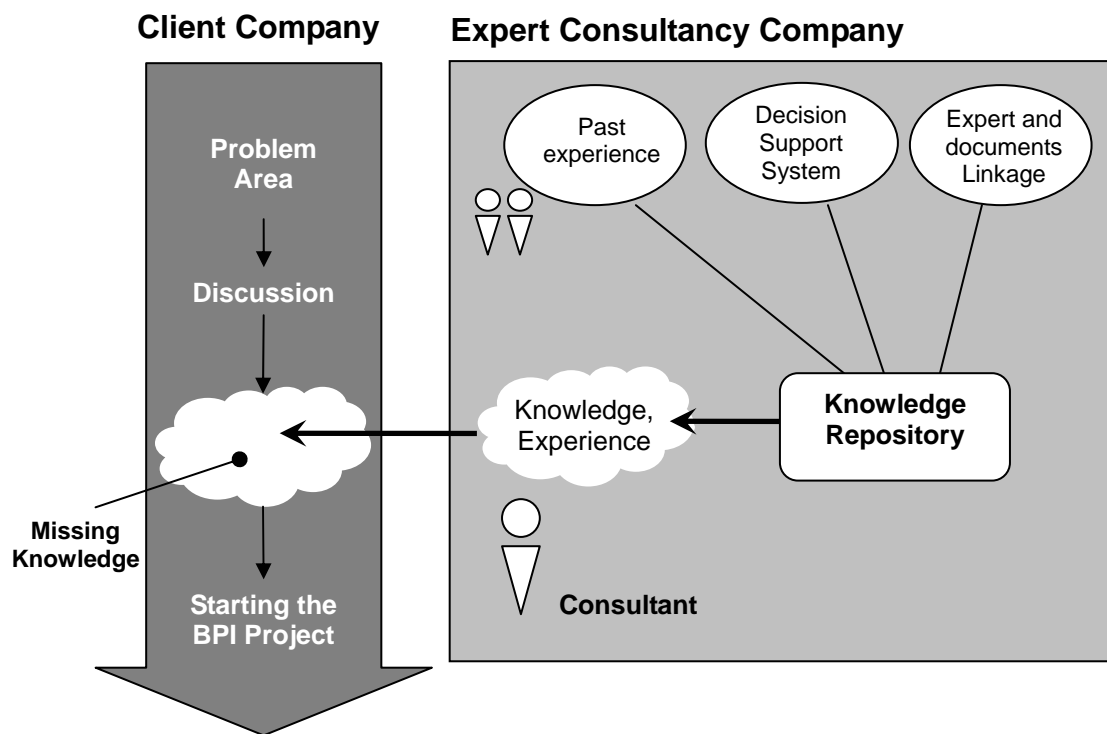 Client Company
Expert Consultancy Company
Problem
Area
Discussion
Missing
Knowledge
Starting the
BPI Project
Past
experience
Decision
Support
System
Expert and
documents
Linkage
Knowledge,
Experience
Knowledge
Repository
Consultant